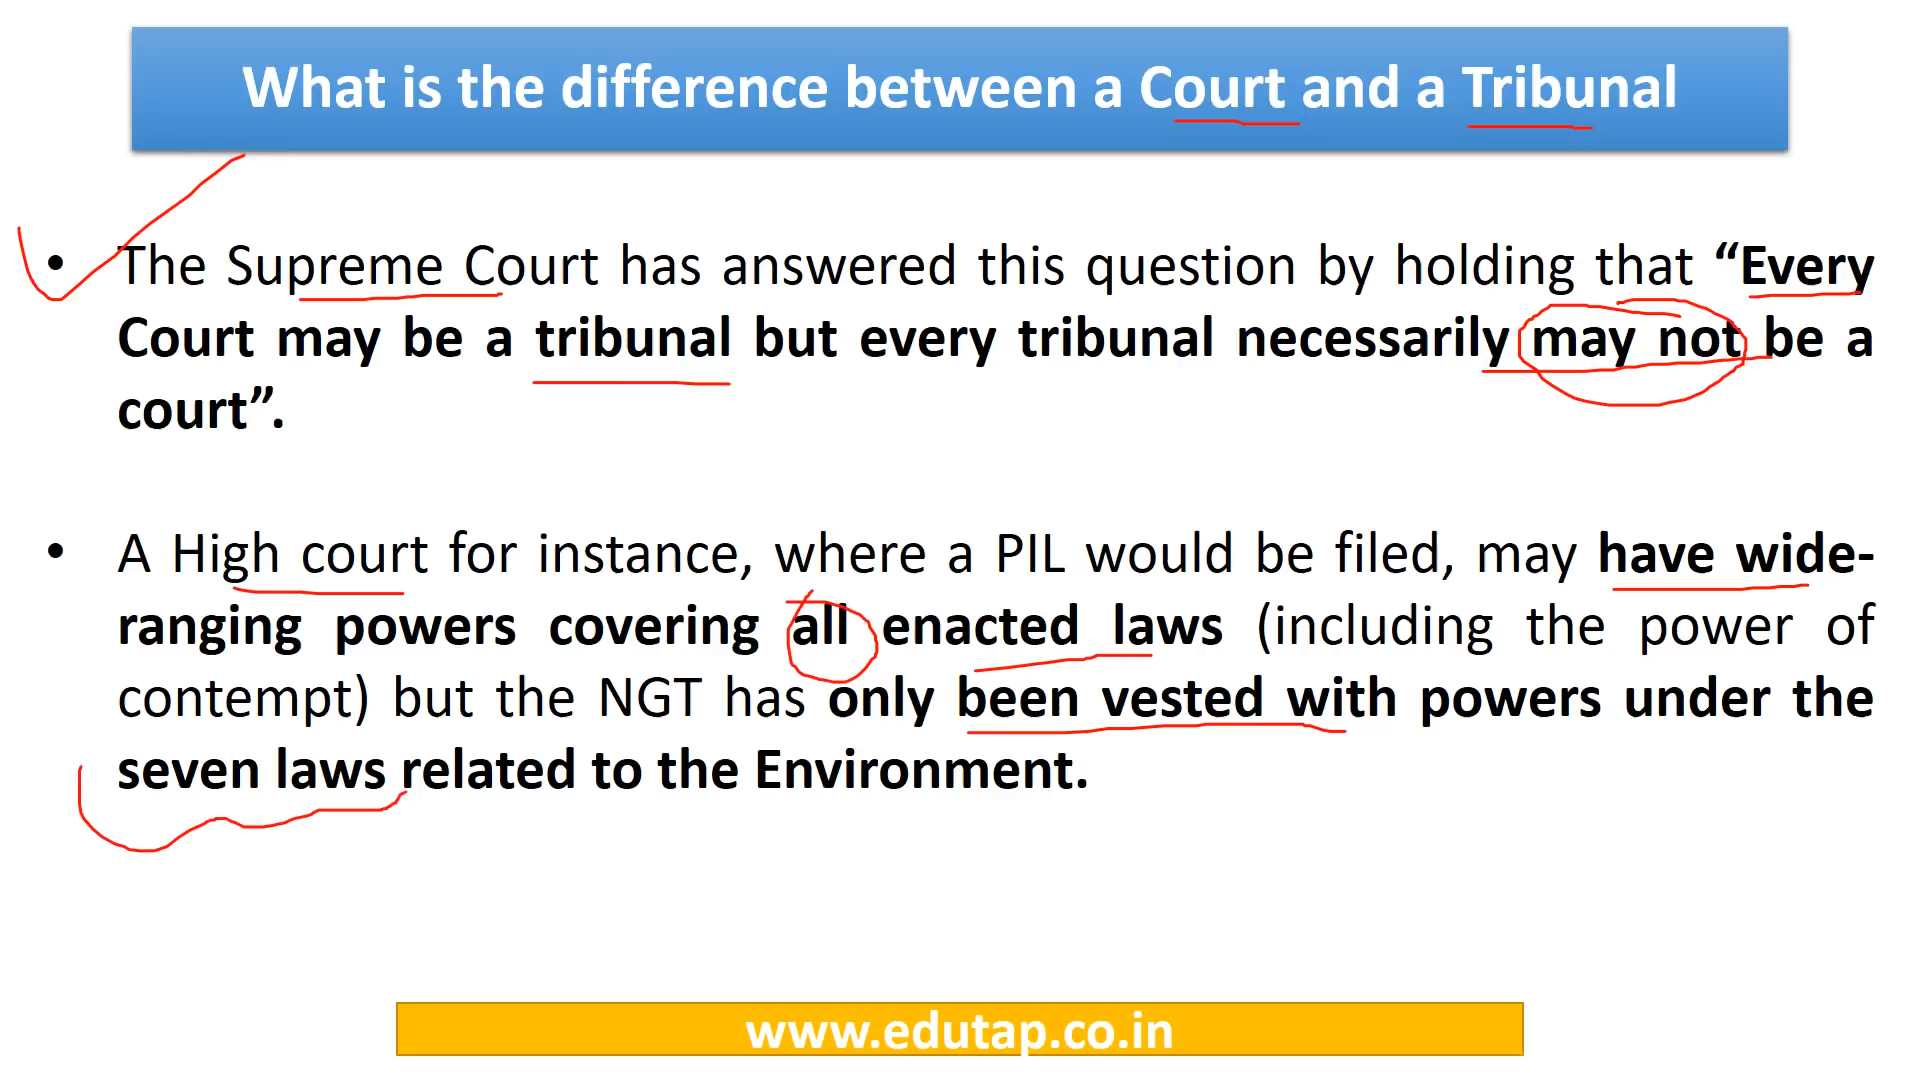 What is the difference between a Court and a Tribunal
• The Supreme Court has answered this question by holding that “Every
Court may be a tribunal but every tribunal necessarily may not be a
court”.
• A High court for instance, where a PIL would be filed, may have wide-
ranging powers covering all enacted laws (including the power of
contempt) but the NGT has only been vested with powers under the
seven laws related to the Environment.
www.edutap.co.in